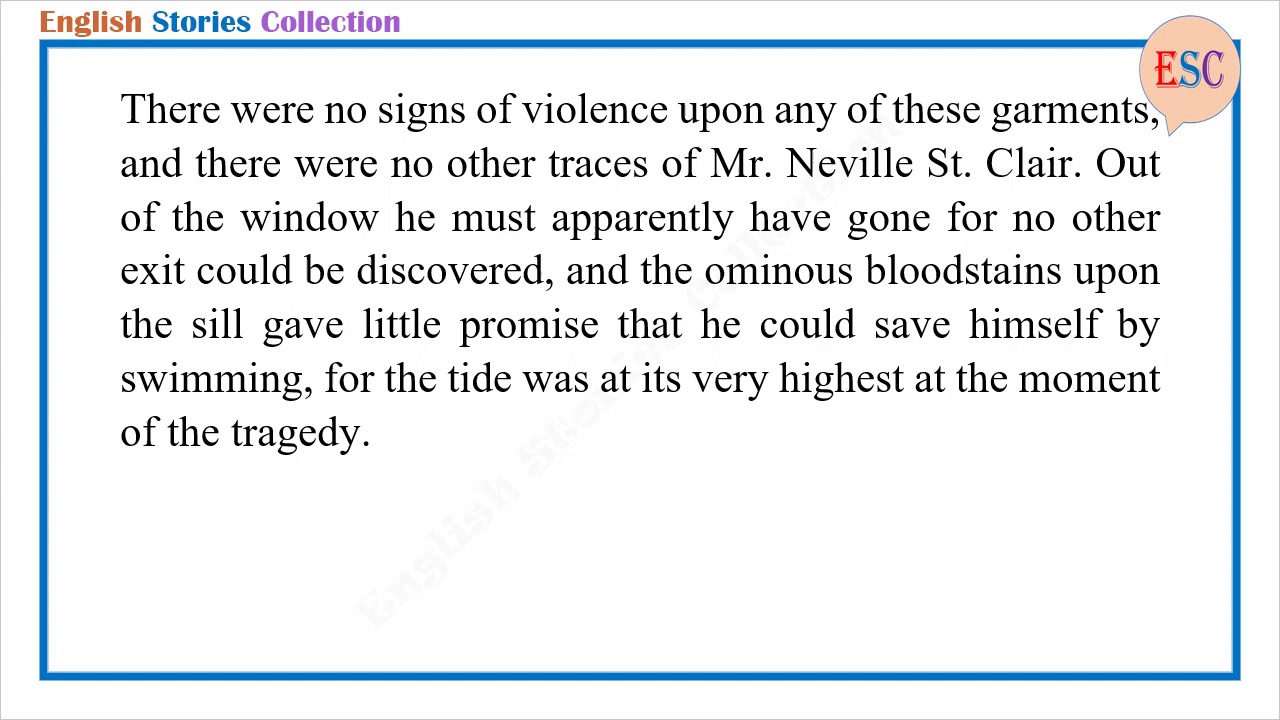 English Stories Collection
ESC
There were no signs of violence upon any of these garments,
and there were no other traces of Mr. Neville St. Clair. Out
of the window he must apparently have gone for no other
exit could be discovered, and the ominous bloodstains upon
the sill gave little promise that he could save himself by
swimming, for the tide was at its very highest at the moment
of the tragedy.
English Stories Collection